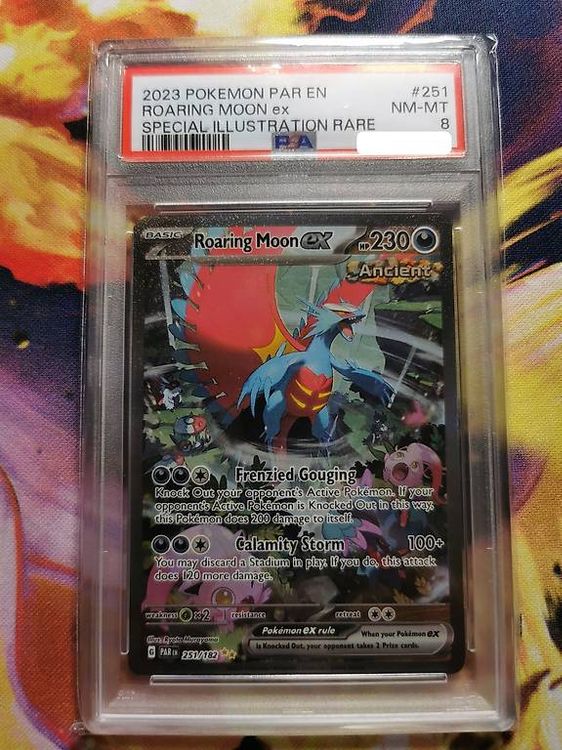 2023 POKEMON PAR EN #251
ROARING MOON ex NM-MT
SPECIAL ILLUSTRATION RARE 8
PSA
BASIC Roaring Moon ex HP 230
Ancient
Frenzied Gouging
Knock Out your opponent's Active Pokémon. If your
opponent's Active Pokémon is Knocked Out in this way,
this Pokémon does 200 damage to itself.
Calamity Storm 100+
You may discard a Stadium in play. If you do, this attack
does 120 more damage.
weakness x2 resistance retreat
Pokémon ex rule When your Pokémon ex
is Knocked Out, your opponent takes 2 Prize cards.
Illus. Ryota Murayama
G PAR EN 251/182